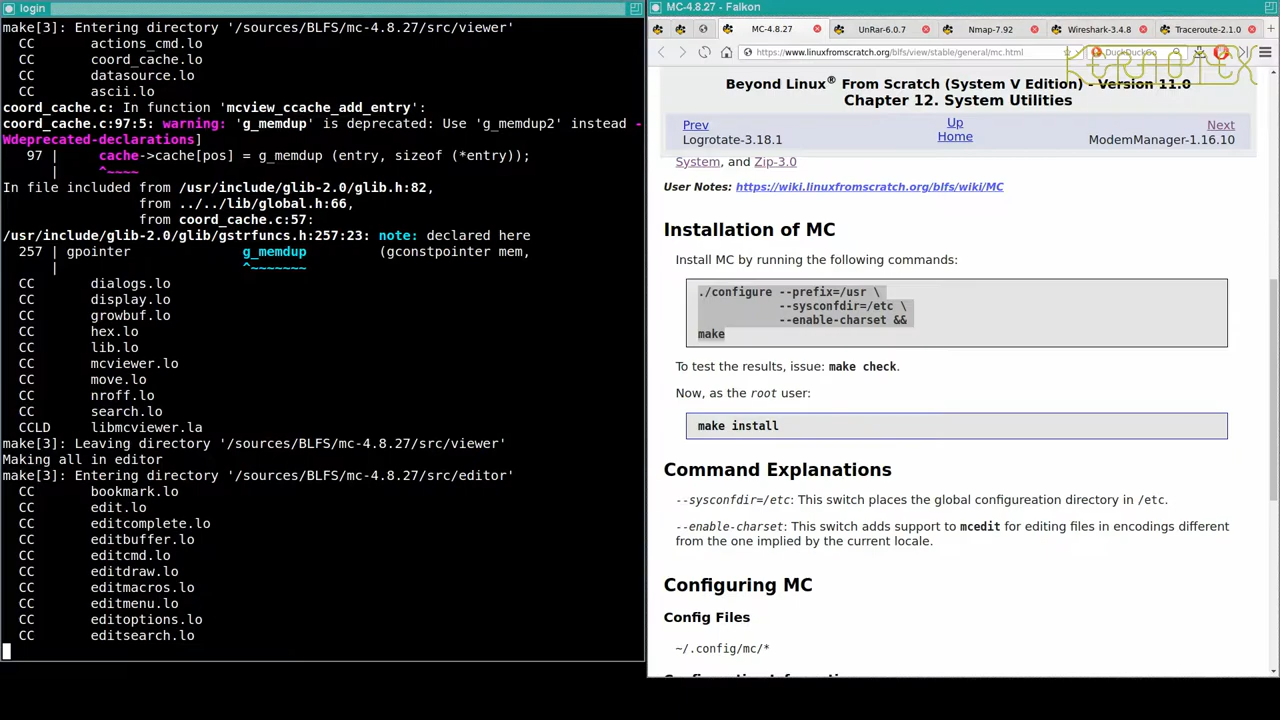 login
make[3]: Entering directory '/sources/BLFS/mc-4.8.27/src/viewer'
CC actions_cmd.lo
CC coord_cache.lo
CC datasource.lo
CC ascii.lo
coord_cache.c: In function 'mcview_ccache_add_entry':
coord_cache.c:97:5: warning: 'g_memdup' is deprecated: Use 'g_memdup2' instead -
Wdeprecated-declarations]
97 | cache->cache[pos] = g_memdup (entry, sizeof (*entry));
| ^~~~~
In file included from /usr/include/glib-2.0/glib.h:82,
from ../../lib/global.h:66,
from coord_cache.c:57:
/usr/include/glib-2.0/glib/gstrfuncs.h:257:23: note: declared here
257 | gpointer g_memdup (gconstpointer mem,
| ^~~~~~~~
CC dialogs.lo
CC display.lo
CC growbuf.lo
CC hex.lo
CC lib.lo
CC mcviewer.lo
CC move.lo
CC nroff.lo
CC search.lo
CCLD libmcviewer.la
make[3]: Leaving directory '/sources/BLFS/mc-4.8.27/src/viewer'
Making all in editor
make[3]: Entering directory '/sources/BLFS/mc-4.8.27/src/editor'
CC bookmark.lo
CC edit.lo
CC editcomplete.lo
CC editbuffer.lo
CC editcmd.lo
CC editdraw.lo
CC editmacros.lo
CC editmenu.lo
CC editoptions.lo
CC editsearch.lo
MC-4.8.27 - Falkon
MC-4.8.27 UnRar-6.0.7 Nmap-7.92 Wireshark-3.4.8 Traceroute-2.1.0
https://www.linuxfromscratch.org/blfs/view/stable/general/mc.html DuckDuckGo
KERNOTEX
Beyond Linux® From Scratch (System V Edition) - Version 11.0
Chapter 12. System Utilities
Prev Up Next
Logrotate-3.18.1 Home ModemManager-1.16.10
System, and Zip-3.0
User Notes: https://wiki.linuxfromscratch.org/blfs/wiki/MC
Installation of MC
Install MC by running the following commands:
./configure --prefix=/usr \
--sysconfdir=/etc \
--enable-charset &&
make
To test the results, issue: make check.
Now, as the root user:
make install
Command Explanations
--sysconfdir=/etc: This switch places the global configureation directory in /etc.
--enable-charset: This switch adds support to mcedit for editing files in encodings different
from the one implied by the current locale.
Configuring MC
Config Files
~/.config/mc/*